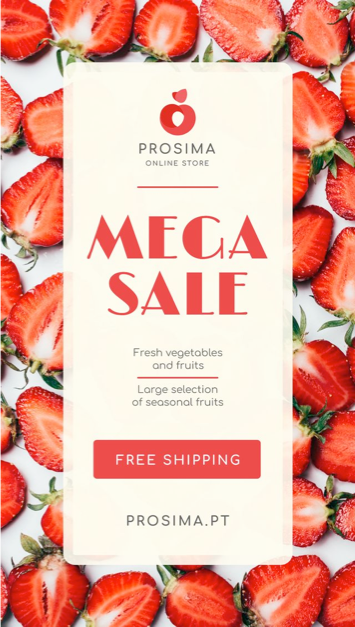 PROSIMA
ONLINE STORE
MEGA
SALE
Fresh vegetables
and fruits
Large selection
of seasonal fruits
FREE SHIPPING
PROSIMA.PT